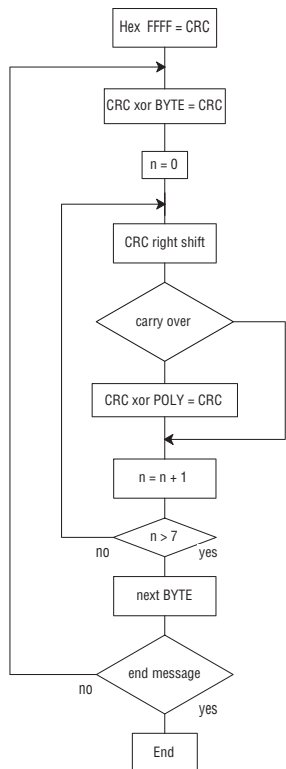 Hex FFFF = CRC
CRC xor BYTE = CRC
n = 0
CRC right shift
carry over
CRC xor POLY = CRC
n = n + 1
n > 7
no
yes
next BYTE
end message
no
yes
End